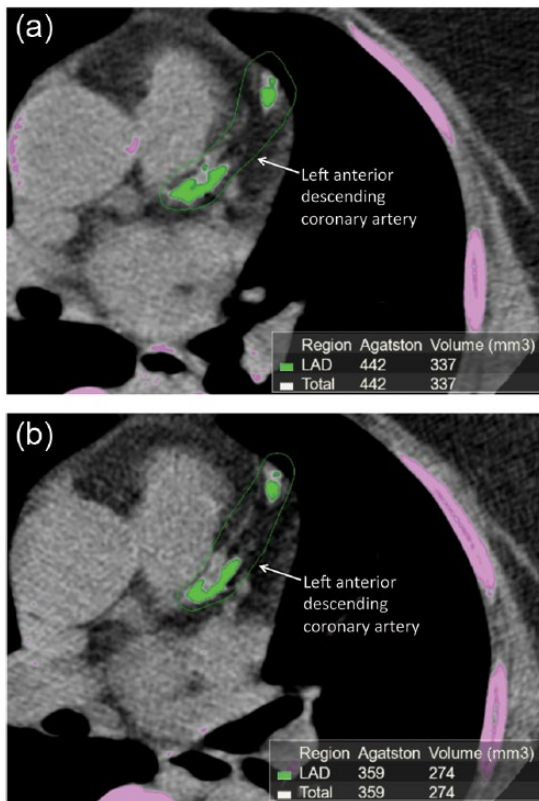 (a)
Left anterior
descending
coronary artery
Region Agatston Volume (mm3)
LAD 442 337
Total 442 337
(b)
Left anterior
descending
coronary artery
Region Agatston Volume (mm3)
LAD 359 274
Total 359 274